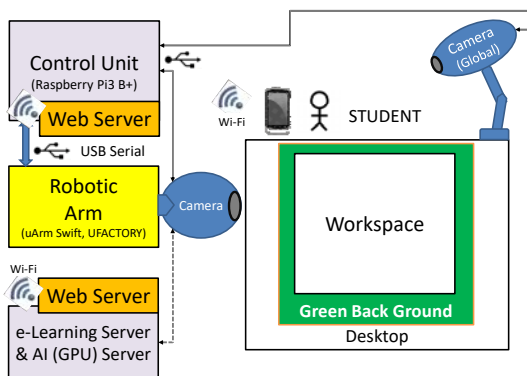 Control Unit
(Raspberry Pi3 B+)
Web Server
USB Serial
Robotic
Arm
(uArm Swift, UFACTORY)
Camera
Wi-Fi
Web Server
e-Learning Server
& AI (GPU) Server
Wi-Fi
STUDENT
Camera
(Global)
Workspace
Green Back Ground
Desktop